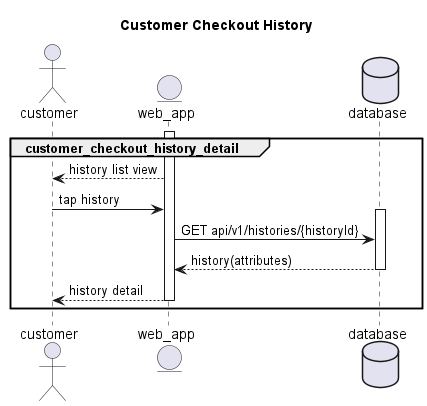 Customer Checkout History
customer
web_app
database
customer_checkout_history_detail
history list view
tap history
GET api/v1/histories/{historyId}
history(attributes)
history detail
customer
web_app
database